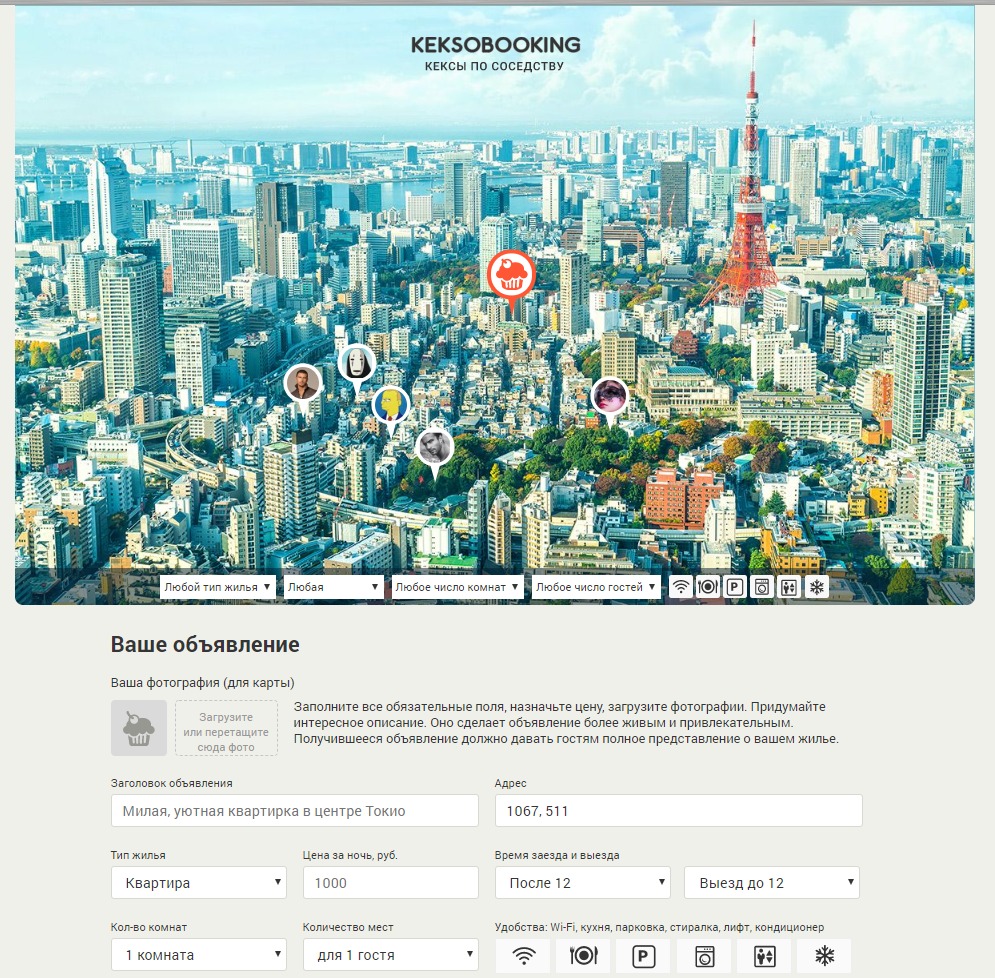 KEKSOBOOKING
КЕКСЫ ПО СОСЕДСТВУ
Любой тип жилья Любая Любое число комнат Любое число гостей P
Ваше объявление
Ваша фотография (для карты)
Загрузите
или перетащите
сюда фото
Заполните все обязательные поля, назначьте цену, загрузите фотографии. Придумайте
интересное описание. Оно сделает объявление более живым и привлекательным.
Получившееся объявление должно давать гостям полное представление о вашем жилье.
Заголовок объявления Адрес
Милая, уютная квартирка в центре Токио 1067, 511
Тип жилья Цена за ночь, руб. Время заезда и выезда
Квартира 1000 После 12 Выезд до 12
Кол-во комнат Количество мест Удобства: Wi-Fi, кухня, парковка, стиралка, лифт, кондиционер
1 комната для 1 гостя P